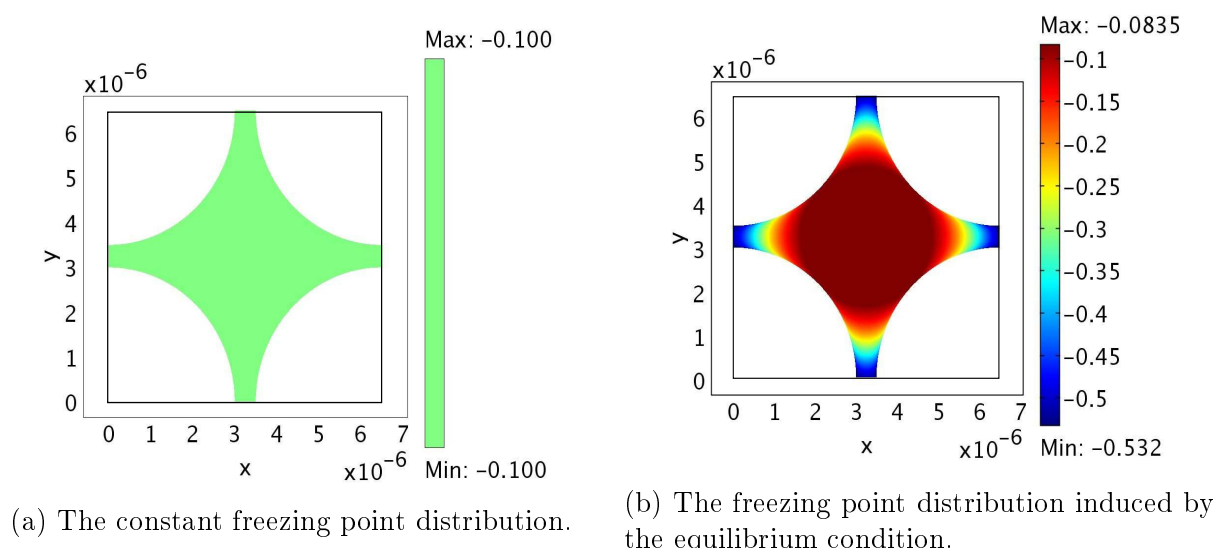 Max: -0.100
x10-6
6
5
4
3
2
1
0
y
0 1 2 3 4 5 6 7
x
x10-6
Min: -0.100
(a) The constant freezing point distribution.
Max: -0.0835
x10-6
6
5
4
3
2
1
0
y
0 1 2 3 4 5 6 7
x
x10-6
-0.1
-0.15
-0.2
-0.25
-0.3
-0.35
-0.4
-0.45
-0.5
Min: -0.532
(b) The freezing point distribution induced by
the equilibrium condition.